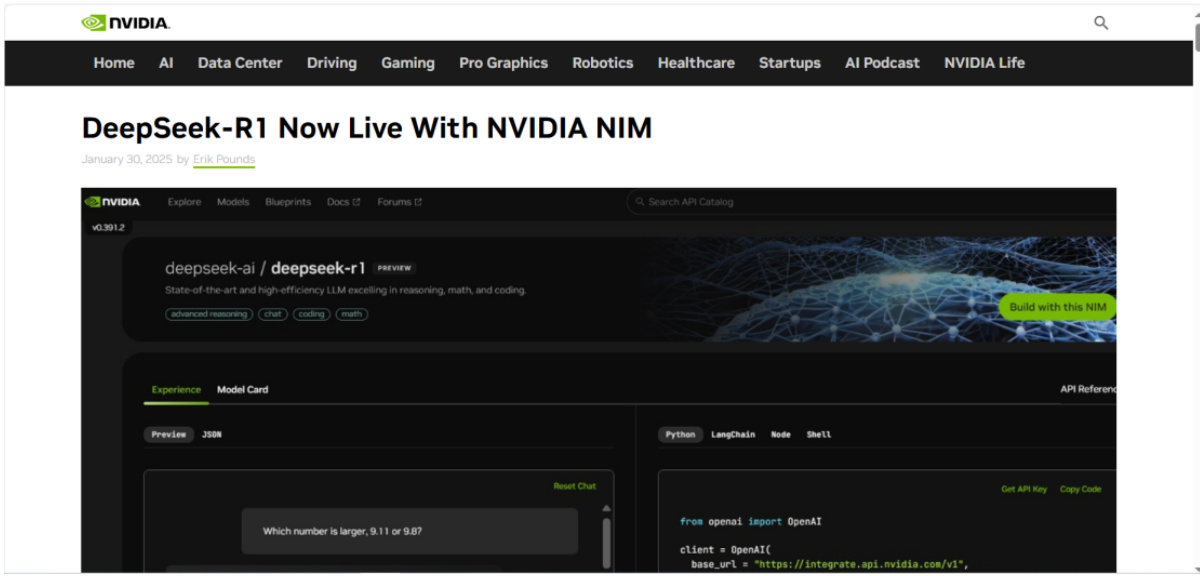 NVIDIA.
Home AI Data Center Driving Gaming Pro Graphics Robotics Healthcare Startups AI Podcast NVIDIA Life
DeepSeek-R1 Now Live With NVIDIA NIM
January 30, 2025 by Erik Pounds
NVIDIA. Explore Models Blueprints Docs Forums Search API Catalog
v0.391.2
deepseek-ai / deepseek-r1 PREVIEW
State-of-the-art and high-efficiency LLM excelling in reasoning, math, and coding.
advanced reasoning chat coding math
Build with this NIM
Experience Model Card API Referenc
Preview JSON Python LangChain Node Shell
Reset Chat Get API Key Copy Code
Which number is larger, 9.11 or 9.8?
from openai import OpenAI
client = OpenAI(
base_url = "https://integrate.api.nvidia.com/v1",